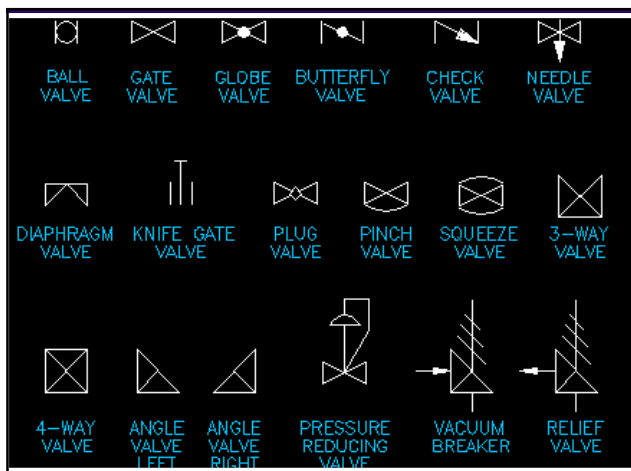 BALL VALVE
GATE VALVE
GLOBE VALVE
BUTTERFLY VALVE
CHECK VALVE
NEEDLE VALVE
DIAPHRAGM VALVE
KNIFE GATE VALVE
PLUG VALVE
PINCH VALVE
SQUEEZE VALVE
3-WAY VALVE
4-WAY VALVE
ANGLE VALVE LEFT
ANGLE VALVE RIGHT
PRESSURE REDUCING VALVE
VACUUM BREAKER
RELIEF VALVE